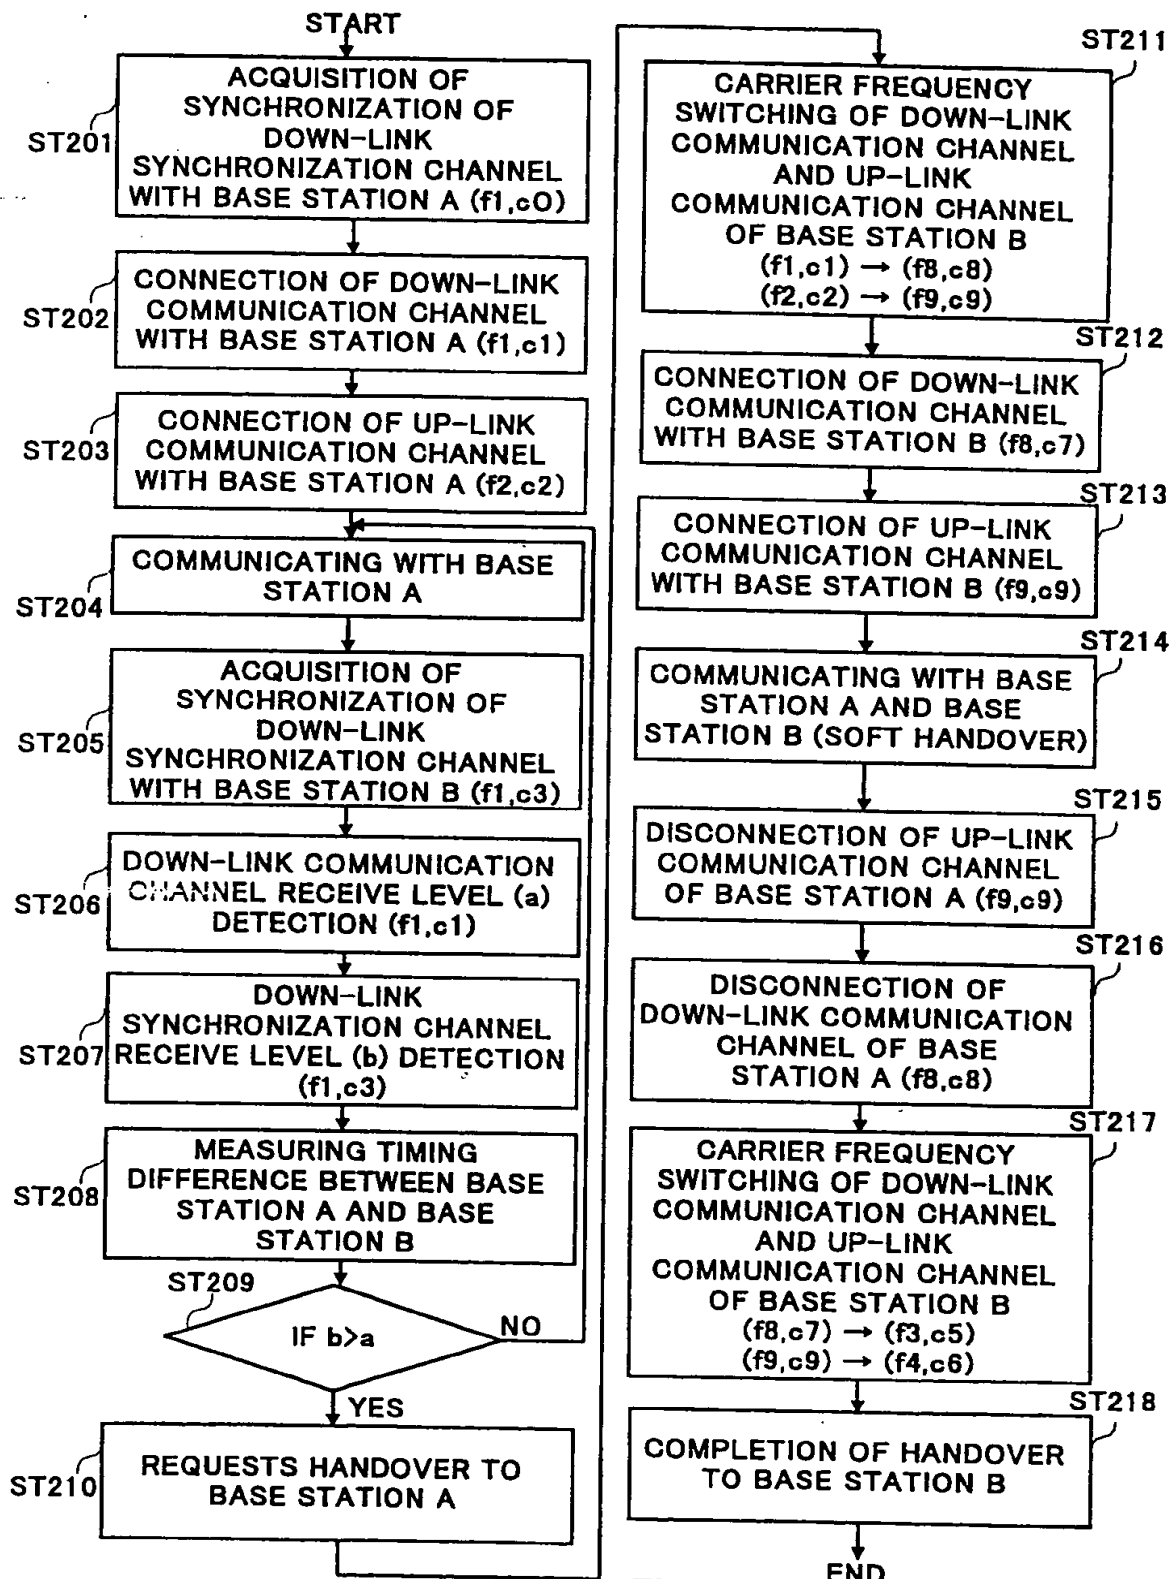 START
ST201
ACQUISITION OF
SYNCHRONIZATION OF
DOWN-LINK
SYNCHRONIZATION CHANNEL
WITH BASE STATION A (f1,c0)
ST202
CONNECTION OF DOWN-LINK
COMMUNICATION CHANNEL
WITH BASE STATION A (f1,c1)
ST203
CONNECTION OF UP-LINK
COMMUNICATION CHANNEL
WITH BASE STATION A (f2,c2)
ST204
COMMUNICATING WITH BASE
STATION A
ST205
ACQUISITION OF
SYNCHRONIZATION OF
DOWN-LINK
SYNCHRONIZATION CHANNEL
WITH BASE STATION B (f1,c3)
ST206
DOWN-LINK COMMUNICATION
CHANNEL RECEIVE LEVEL (a)
DETECTION (f1,c1)
ST207
DOWN-LINK
SYNCHRONIZATION CHANNEL
RECEIVE LEVEL (b) DETECTION
(f1,c3)
ST208
MEASURING TIMING
DIFFERENCE BETWEEN BASE
STATION A AND BASE
STATION B
ST209
IF b>a
NO
YES
ST210
REQUESTS HANDOVER TO
BASE STATION A
ST211
CARRIER FREQUENCY
SWITCHING OF DOWN-LINK
COMMUNICATION CHANNEL
AND UP-LINK
COMMUNICATION CHANNEL
OF BASE STATION B
(f1,c1) → (f8,c8)
(f2,c2) → (f9,c9)
ST212
CONNECTION OF DOWN-LINK
COMMUNICATION CHANNEL
WITH BASE STATION B (f8,c7)
ST213
CONNECTION OF UP-LINK
COMMUNICATION CHANNEL
WITH BASE STATION B (f9,c9)
ST214
COMMUNICATING WITH BASE
STATION A AND BASE
STATION B (SOFT HANDOVER)
ST215
DISCONNECTION OF UP-LINK
COMMUNICATION CHANNEL
OF BASE STATION A (f9,c9)
ST216
DISCONNECTION OF
DOWN-LINK COMMUNICATION
CHANNEL OF BASE
STATION A (f8,c8)
ST217
CARRIER FREQUENCY
SWITCHING OF DOWN-LINK
COMMUNICATION CHANNEL
AND UP-LINK
COMMUNICATION CHANNEL
OF BASE STATION B
(f8,c7) → (f3,c5)
(f9,c9) → (f4,c6)
ST218
COMPLETION OF HANDOVER
TO BASE STATION B
END